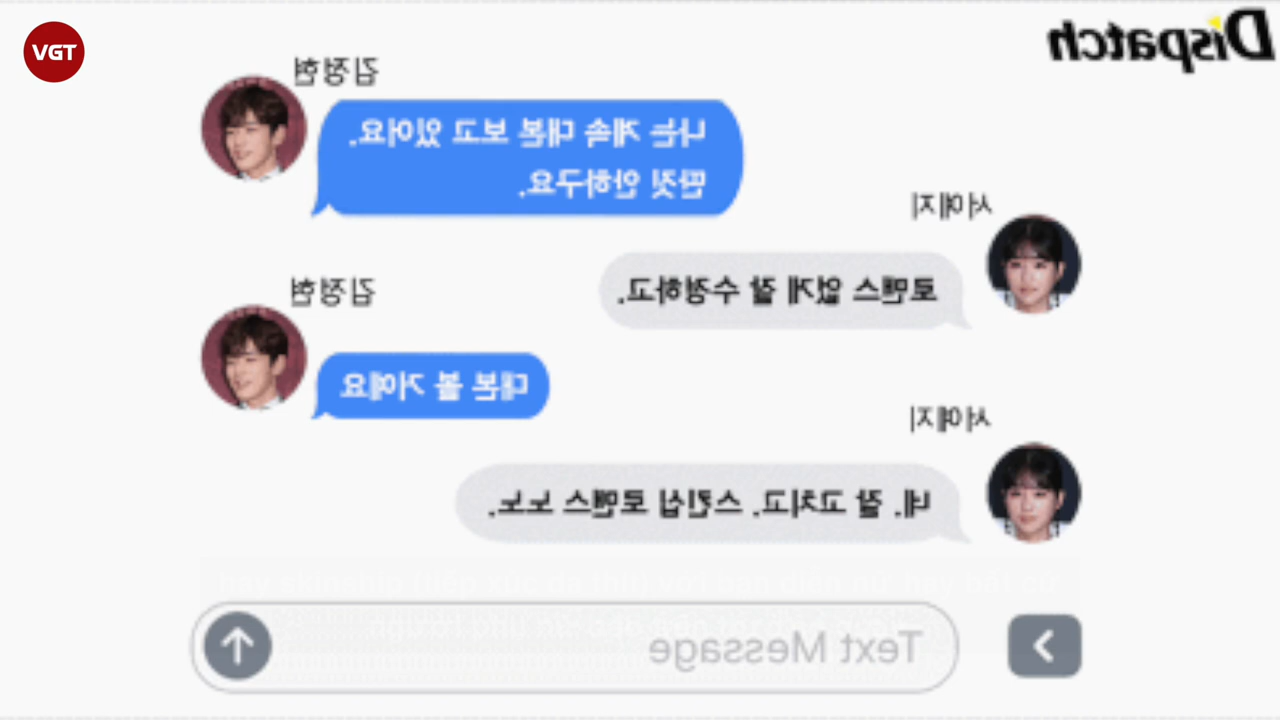 VGT
Dispatch
김정현
나는 계속 대본 보고 있어요.
딴짓 안하구요.
서예지
로맨스 없게 잘 수정하고.
김정현
대본 볼 거예요
서예지
네. 잘 고치고. 스킨십 로맨스 노노.
Text Message